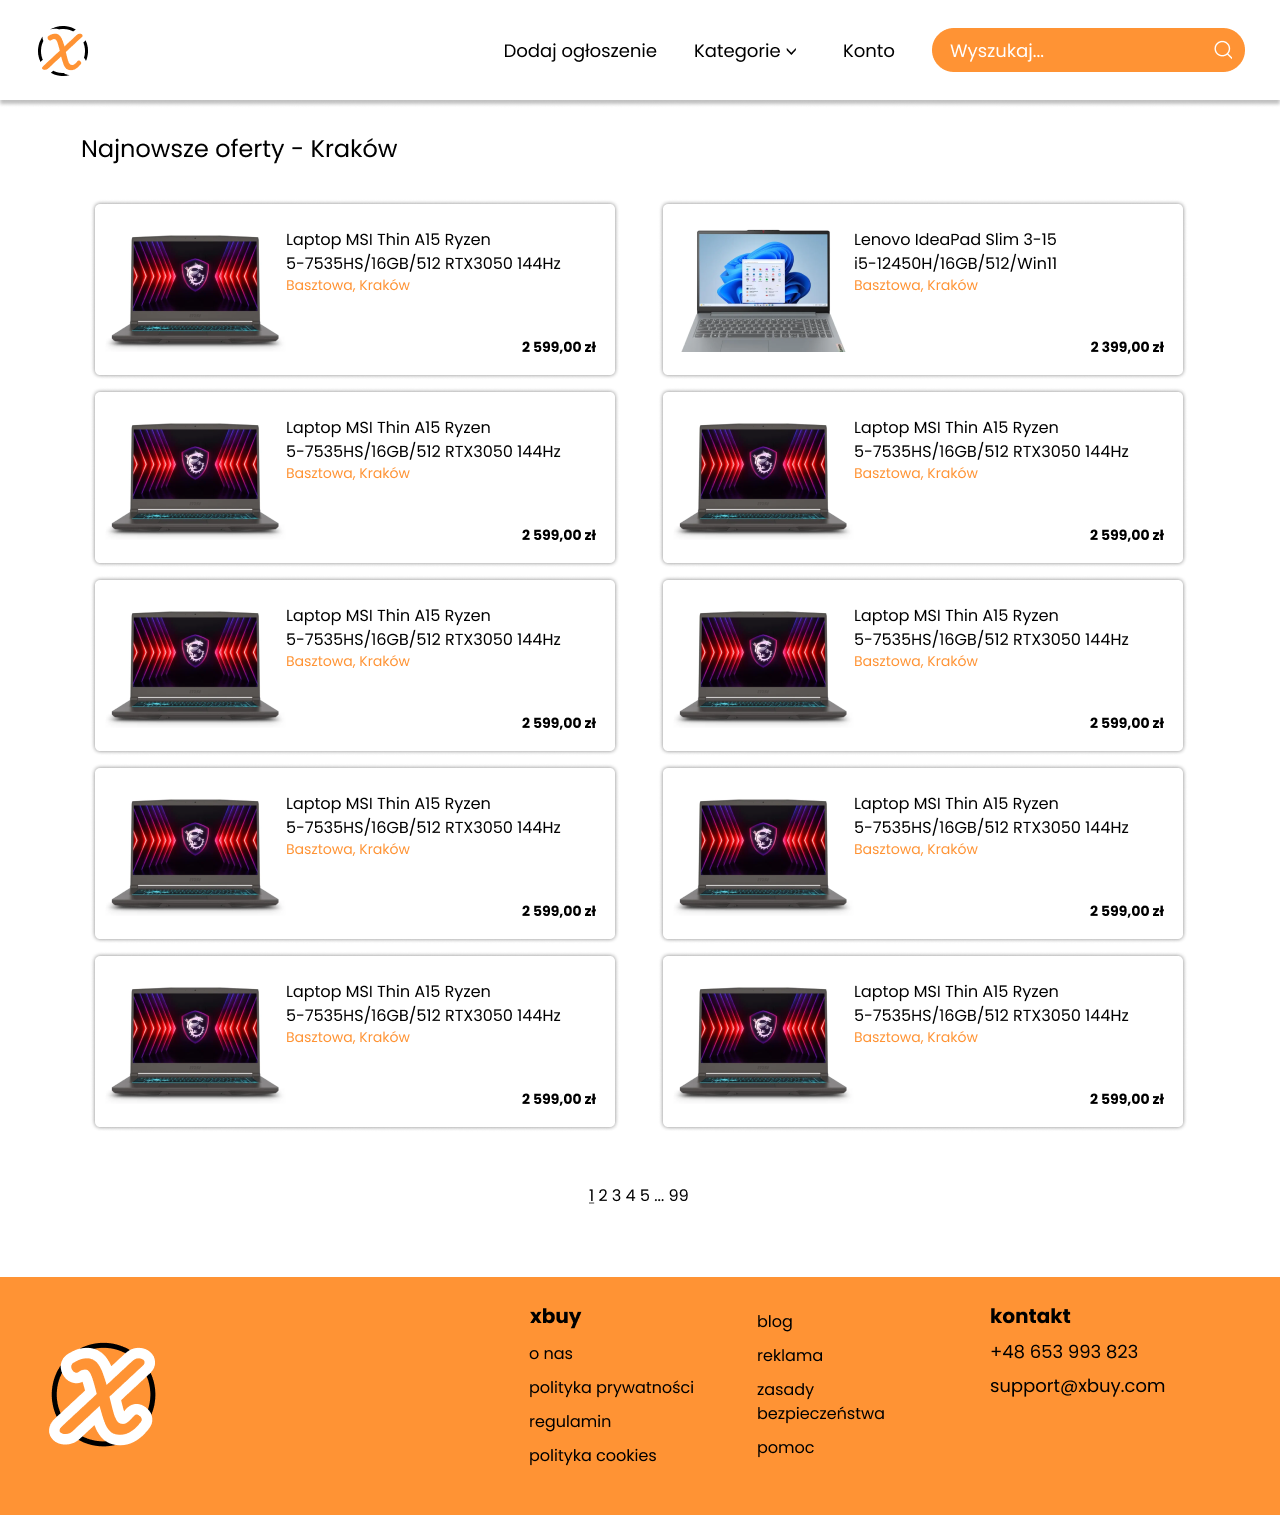 Dodaj ogłoszenie Kategorie Konto Wyszukaj...
Najnowsze oferty - Kraków
Laptop MSI Thin A15 Ryzen
5-7535HS/16GB/512 RTX3050 144Hz
Basztowa, Kraków
2 599,00 zł
Lenovo IdeaPad Slim 3-15
i5-12450H/16GB/512/Win11
Basztowa, Kraków
2 399,00 zł
Laptop MSI Thin A15 Ryzen
5-7535HS/16GB/512 RTX3050 144Hz
Basztowa, Kraków
2 599,00 zł
Laptop MSI Thin A15 Ryzen
5-7535HS/16GB/512 RTX3050 144Hz
Basztowa, Kraków
2 599,00 zł
Laptop MSI Thin A15 Ryzen
5-7535HS/16GB/512 RTX3050 144Hz
Basztowa, Kraków
2 599,00 zł
Laptop MSI Thin A15 Ryzen
5-7535HS/16GB/512 RTX3050 144Hz
Basztowa, Kraków
2 599,00 zł
Laptop MSI Thin A15 Ryzen
5-7535HS/16GB/512 RTX3050 144Hz
Basztowa, Kraków
2 599,00 zł
Laptop MSI Thin A15 Ryzen
5-7535HS/16GB/512 RTX3050 144Hz
Basztowa, Kraków
2 599,00 zł
Laptop MSI Thin A15 Ryzen
5-7535HS/16GB/512 RTX3050 144Hz
Basztowa, Kraków
2 599,00 zł
Laptop MSI Thin A15 Ryzen
5-7535HS/16GB/512 RTX3050 144Hz
Basztowa, Kraków
2 599,00 zł
1 2 3 4 5 ... 99
xbuy
o nas
polityka prywatności
regulamin
polityka cookies
blog
reklama
zasady
bezpieczeństwa
pomoc
kontakt
+48 653 993 823
support@xbuy.com